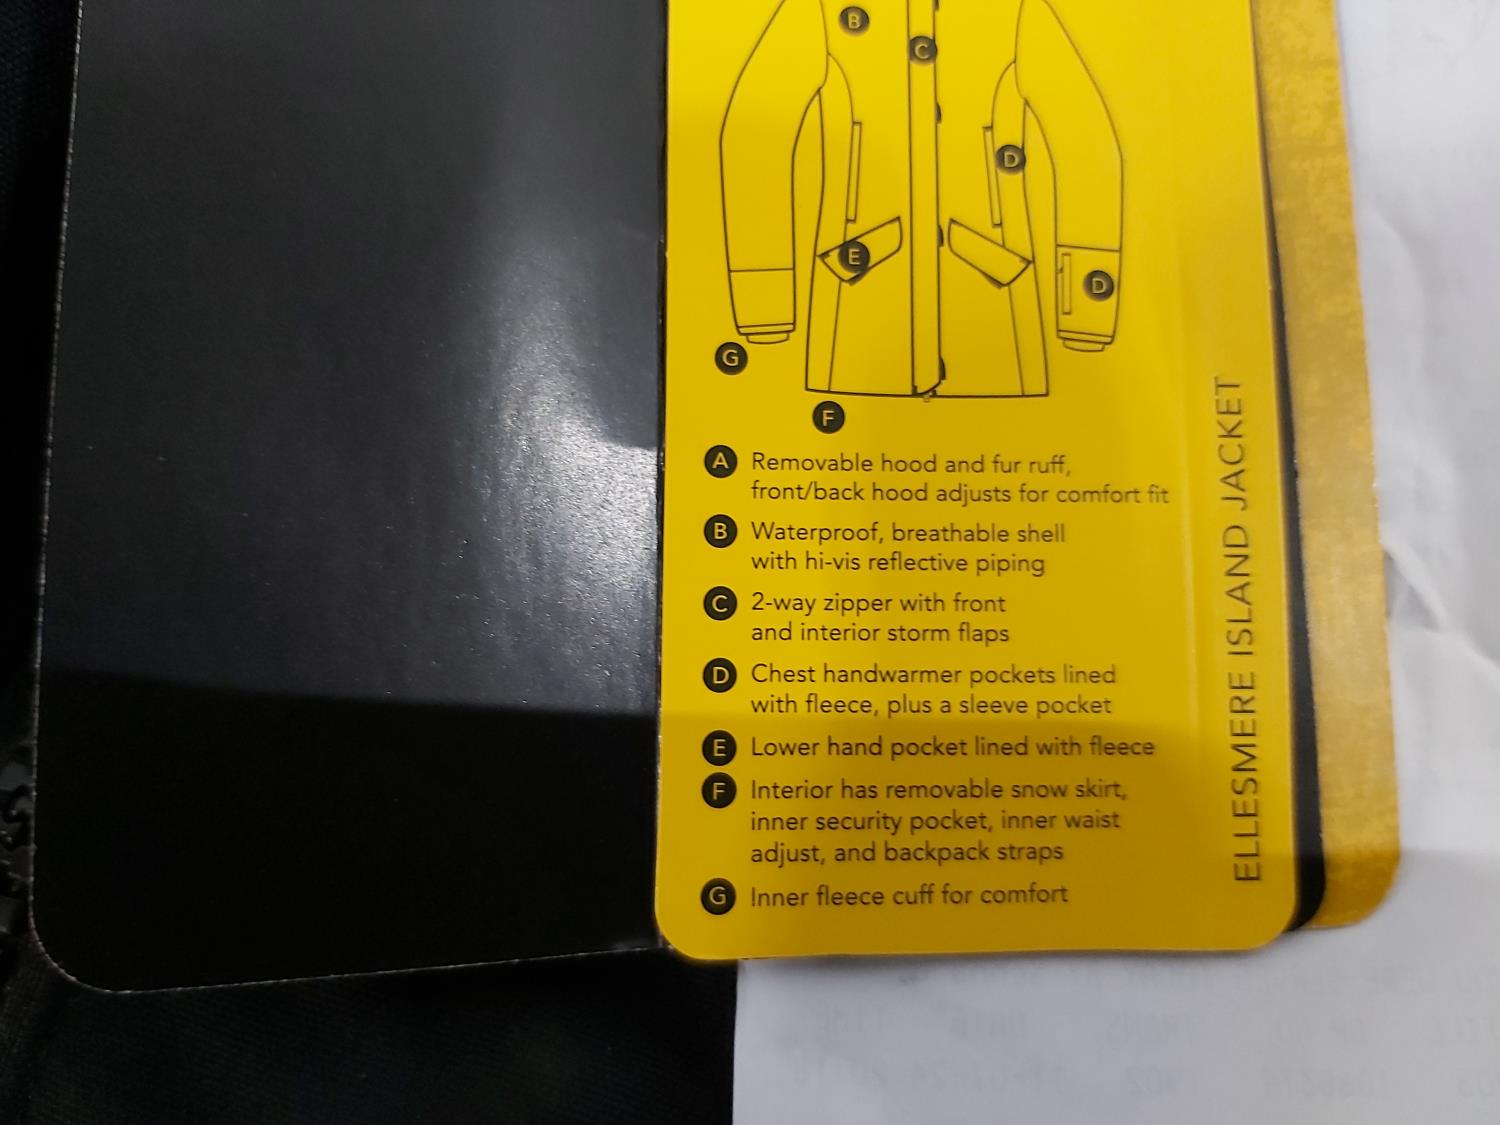 B
C
D
E
D
G
F
A Removable hood and fur ruff,
front/back hood adjusts for comfort fit
B Waterproof, breathable shell
with hi-vis reflective piping
C 2-way zipper with front
and interior storm flaps
D Chest handwarmer pockets lined
with fleece, plus a sleeve pocket
E Lower hand pocket lined with fleece
F Interior has removable snow skirt,
inner security pocket, inner waist
adjust, and backpack straps
G Inner fleece cuff for comfort
ELLESMERE ISLAND JACKET